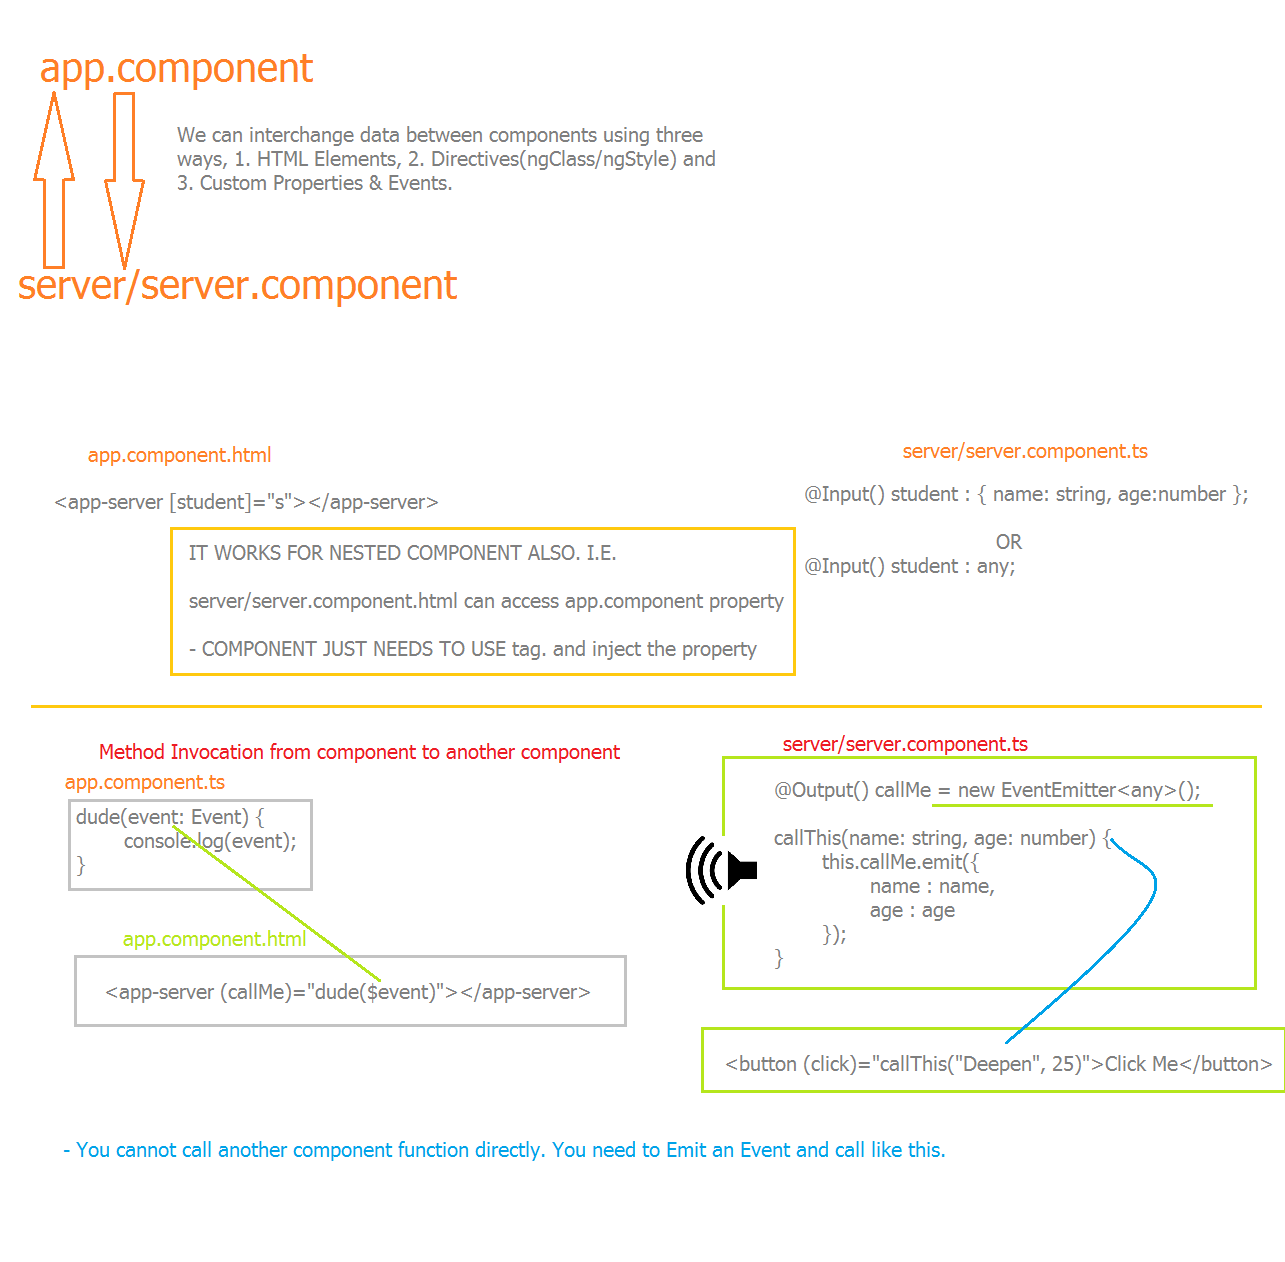 app.component
We can interchange data between components using three
ways, 1. HTML Elements, 2. Directives(ngClass/ngStyle) and
3. Custom Properties & Events.
server/server.component
app.component.html
<app-server [student]="s"></app-server>
IT WORKS FOR NESTED COMPONENT ALSO. I.E.
server/server.component.html can access app.component property
- COMPONENT JUST NEEDS TO USE tag. and inject the property
server/server.component.ts
@Input() student : { name: string, age:number };
OR
@Input() student : any;
Method Invocation from component to another component
app.component.ts
dude(event: Event) {
console.log(event);
}
app.component.html
<app-server (callMe)="dude($event)"></app-server>
server/server.component.ts
@Output() callMe = new EventEmitter<any>();
callThis(name: string, age: number) {
this.callMe.emit({
name : name,
age : age
});
}
<button (click)="callThis("Deepen", 25)">Click Me</button>
- You cannot call another component function directly. You need to Emit an Event and call like this.